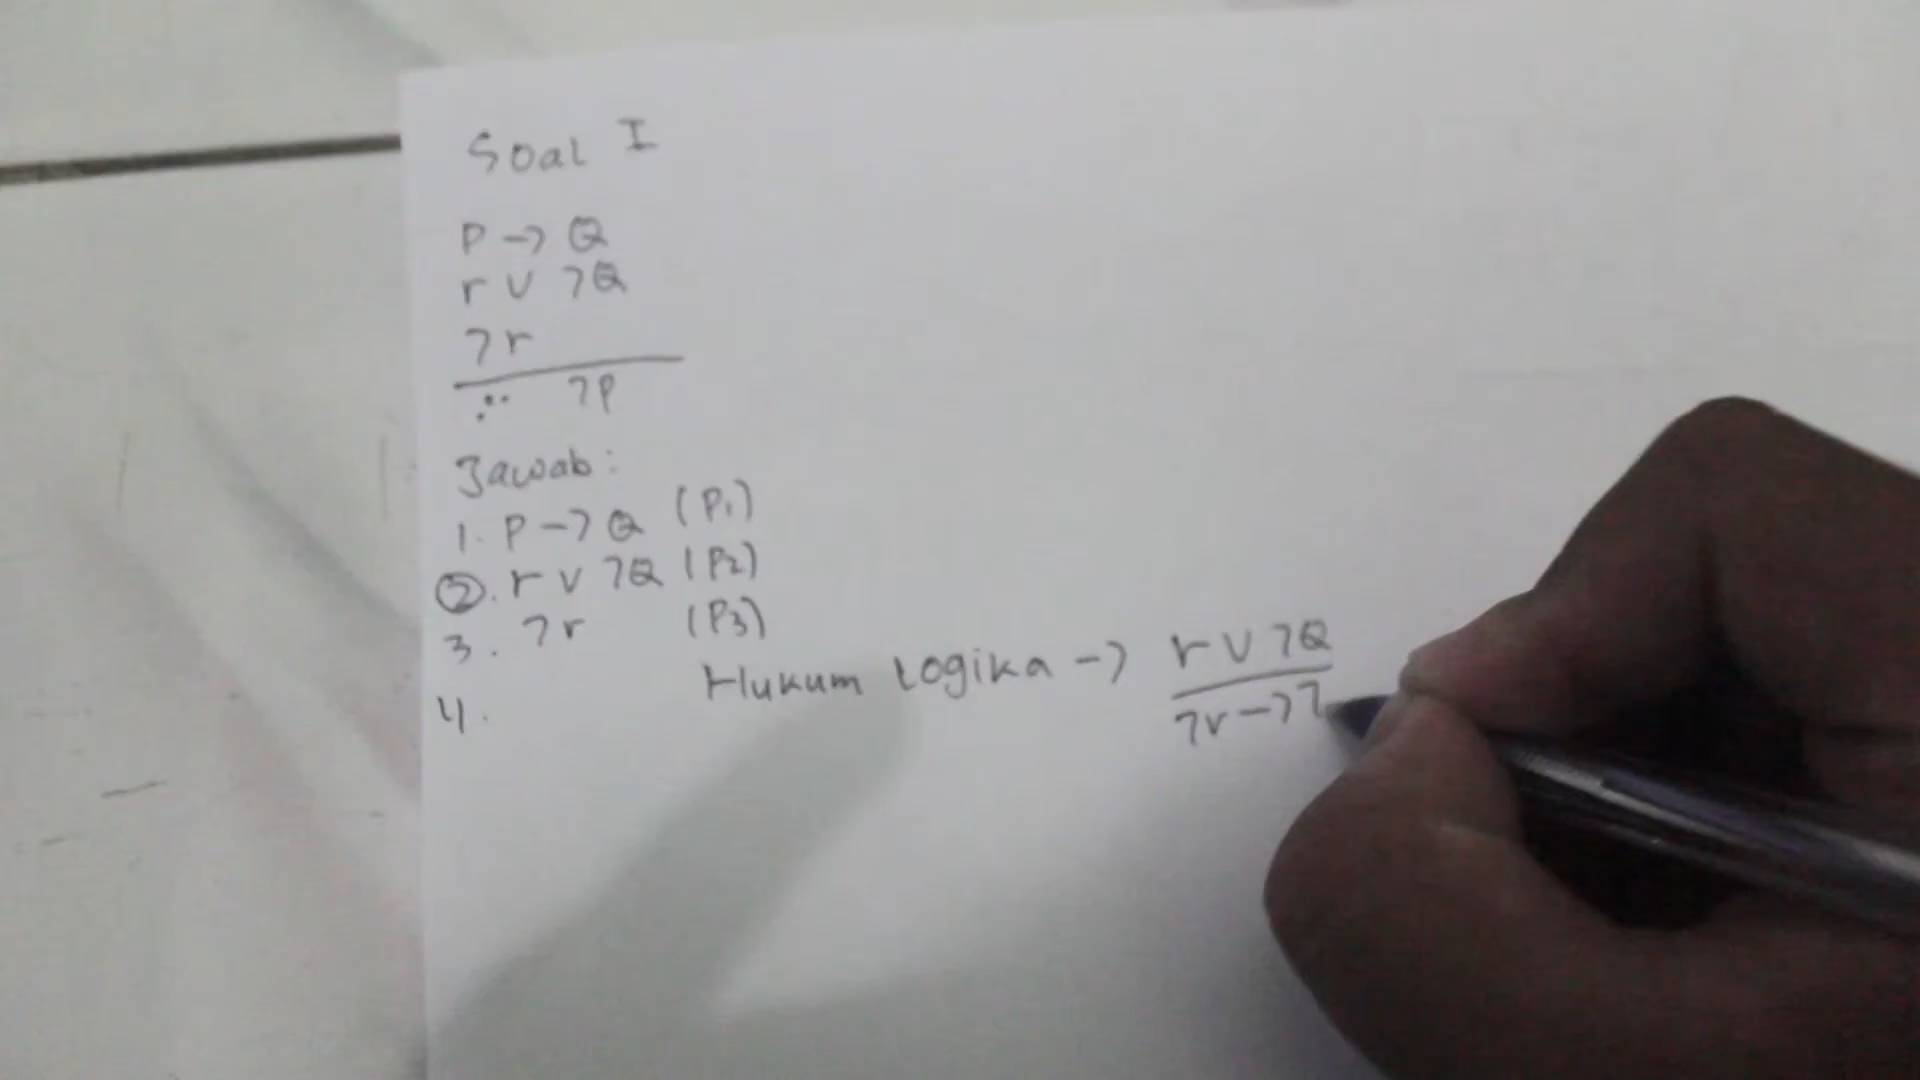 Soal I
P → Q
r ∨ ¬Q
¬r
∴ ¬P
Jawab:
1. P → Q (P1)
②. r ∨ ¬Q (P2)
3. ¬r (P3)
4. Hukum Logika → r ∨ ¬Q
¬r → ¬